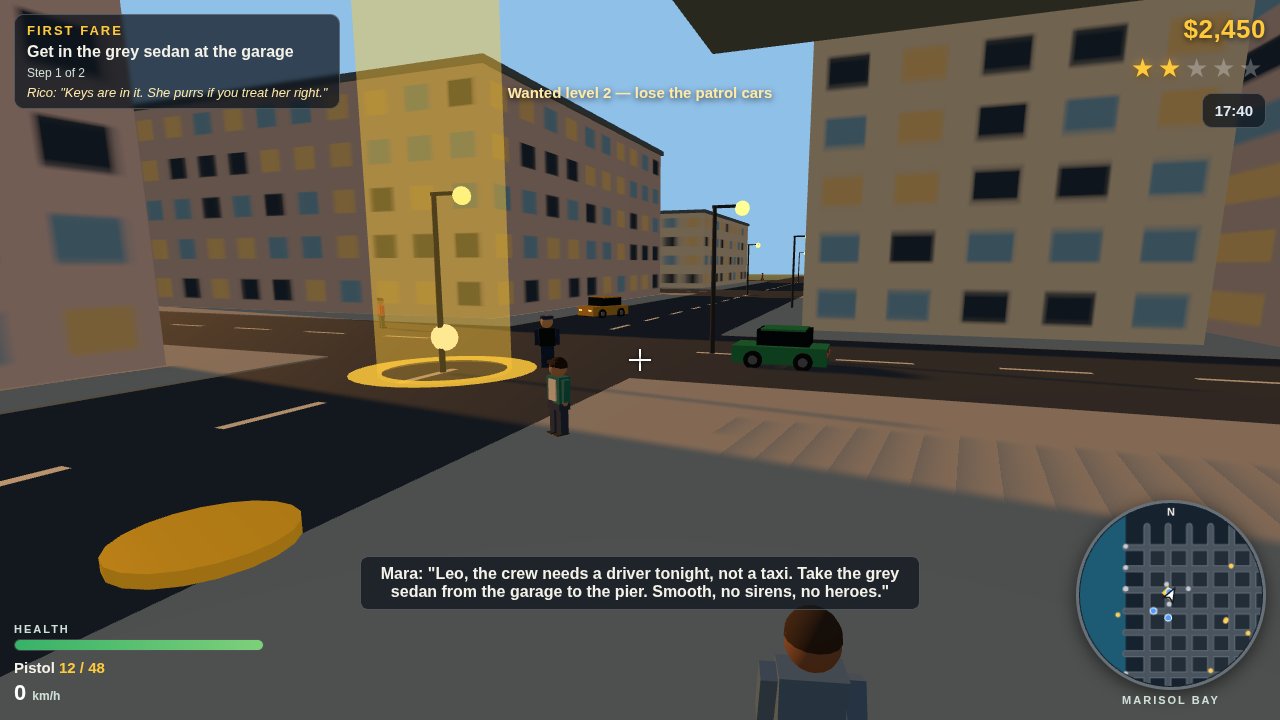 FIRST FARE
Get in the grey sedan at the garage
Step 1 of 2
Rico: "Keys are in it. She purrs if you treat her right."
Wanted level 2 — lose the patrol cars
$2,450
17:40
Mara: "Leo, the crew needs a driver tonight, not a taxi. Take the grey
sedan from the garage to the pier. Smooth, no sirens, no heroes."
HEALTH
Pistol 12 / 48
0 km/h
N
MARISOL BAY